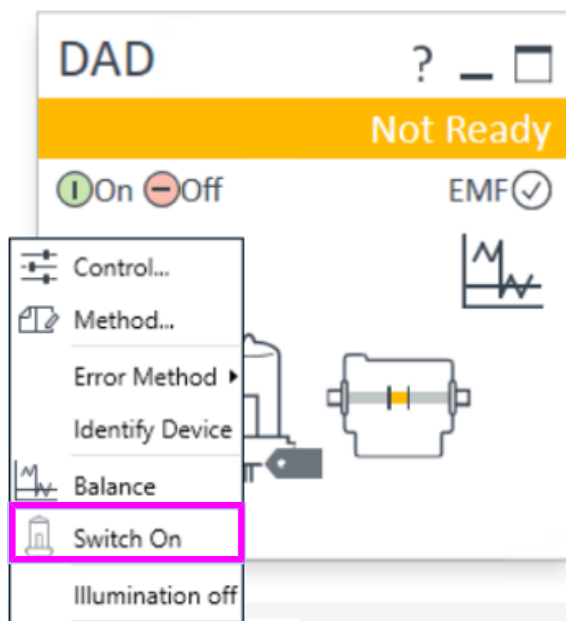 DAD ?
Not Ready
On Off EMF
Control...
Method...
Error Method
Identify Device
Balance
Switch On
Illumination off